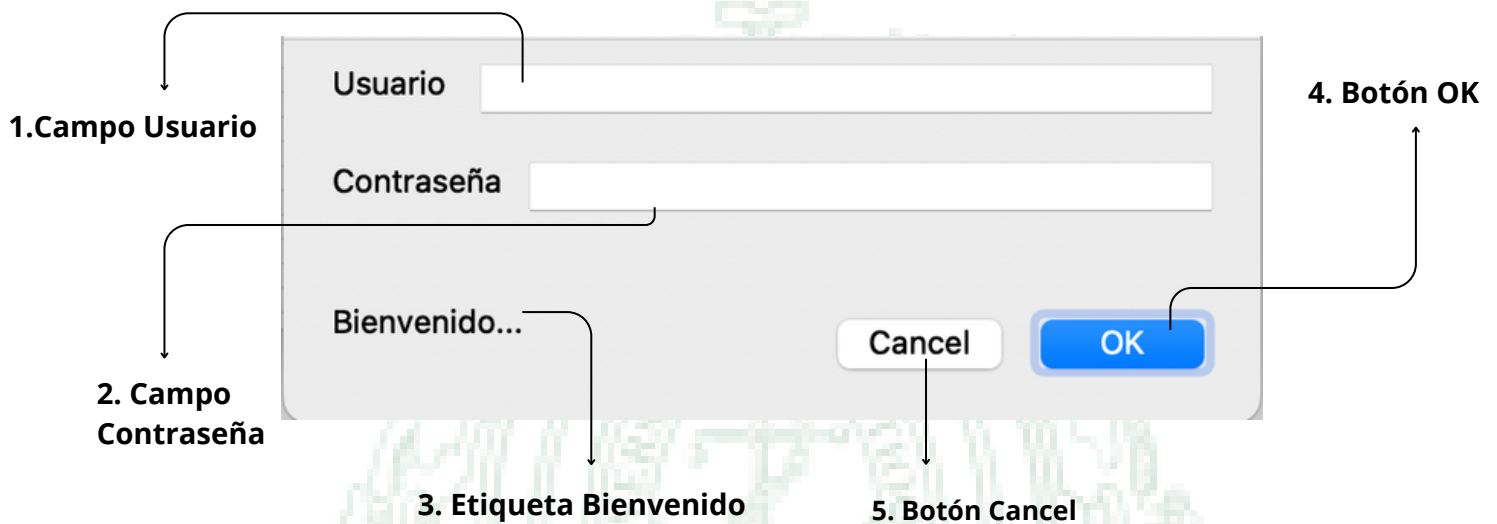 Usuario
4. Botón OK
1.Campo Usuario
Contraseña
Bienvenido...
Cancel
OK
2. Campo
Contraseña
3. Etiqueta Bienvenido
5. Botón Cancel